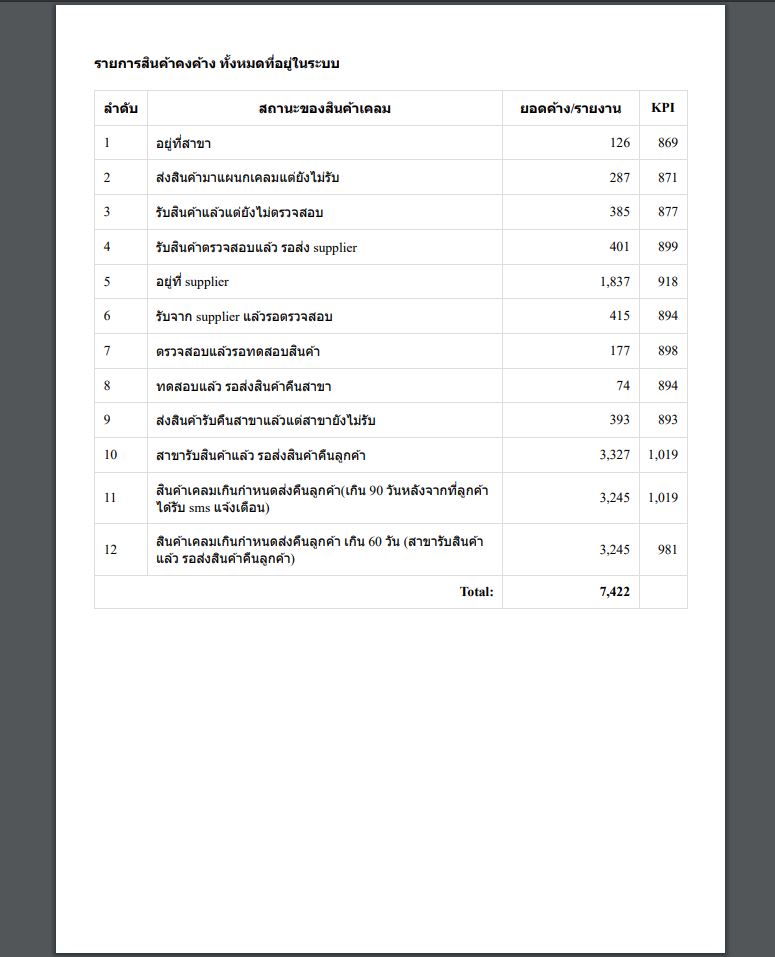 รายการสินค้าคงค้าง ทั้งหมดที่อยู่ในระบบ
ลำดับ สถานะของสินค้าเคลม ยอดค้าง/รายงาน KPI
1 อยู่ที่สาขา 126 869
2 ส่งสินค้ามาแผนกเคลมแต่ยังไม่รับ 287 871
3 รับสินค้าแล้วแต่ยังไม่ตรวจสอบ 385 877
4 รับสินค้าตรวจสอบแล้ว รอส่ง supplier 401 899
5 อยู่ที่ supplier 1,837 918
6 รับจาก supplier แล้วรอตรวจสอบ 415 894
7 ตรวจสอบแล้วรอทดสอบสินค้า 177 898
8 ทดสอบแล้ว รอส่งสินค้าคืนสาขา 74 894
9 ส่งสินค้ารับคืนสาขาแล้วแต่สาขายังไม่รับ 393 893
10 สาขารับสินค้าแล้ว รอส่งสินค้าคืนลูกค้า 3,327 1,019
11 สินค้าเคลมเกินกำหนดส่งคืนลูกค้า(เกิน 90 วันหลังจากที่ลูกค้า 3,245 1,019
ได้รับ sms แจ้งเตือน)
12 สินค้าเคลมเกินกำหนดส่งคืนลูกค้า เกิน 60 วัน (สาขารับสินค้า 3,245 981
แล้ว รอส่งสินค้าคืนลูกค้า)
Total: 7,422